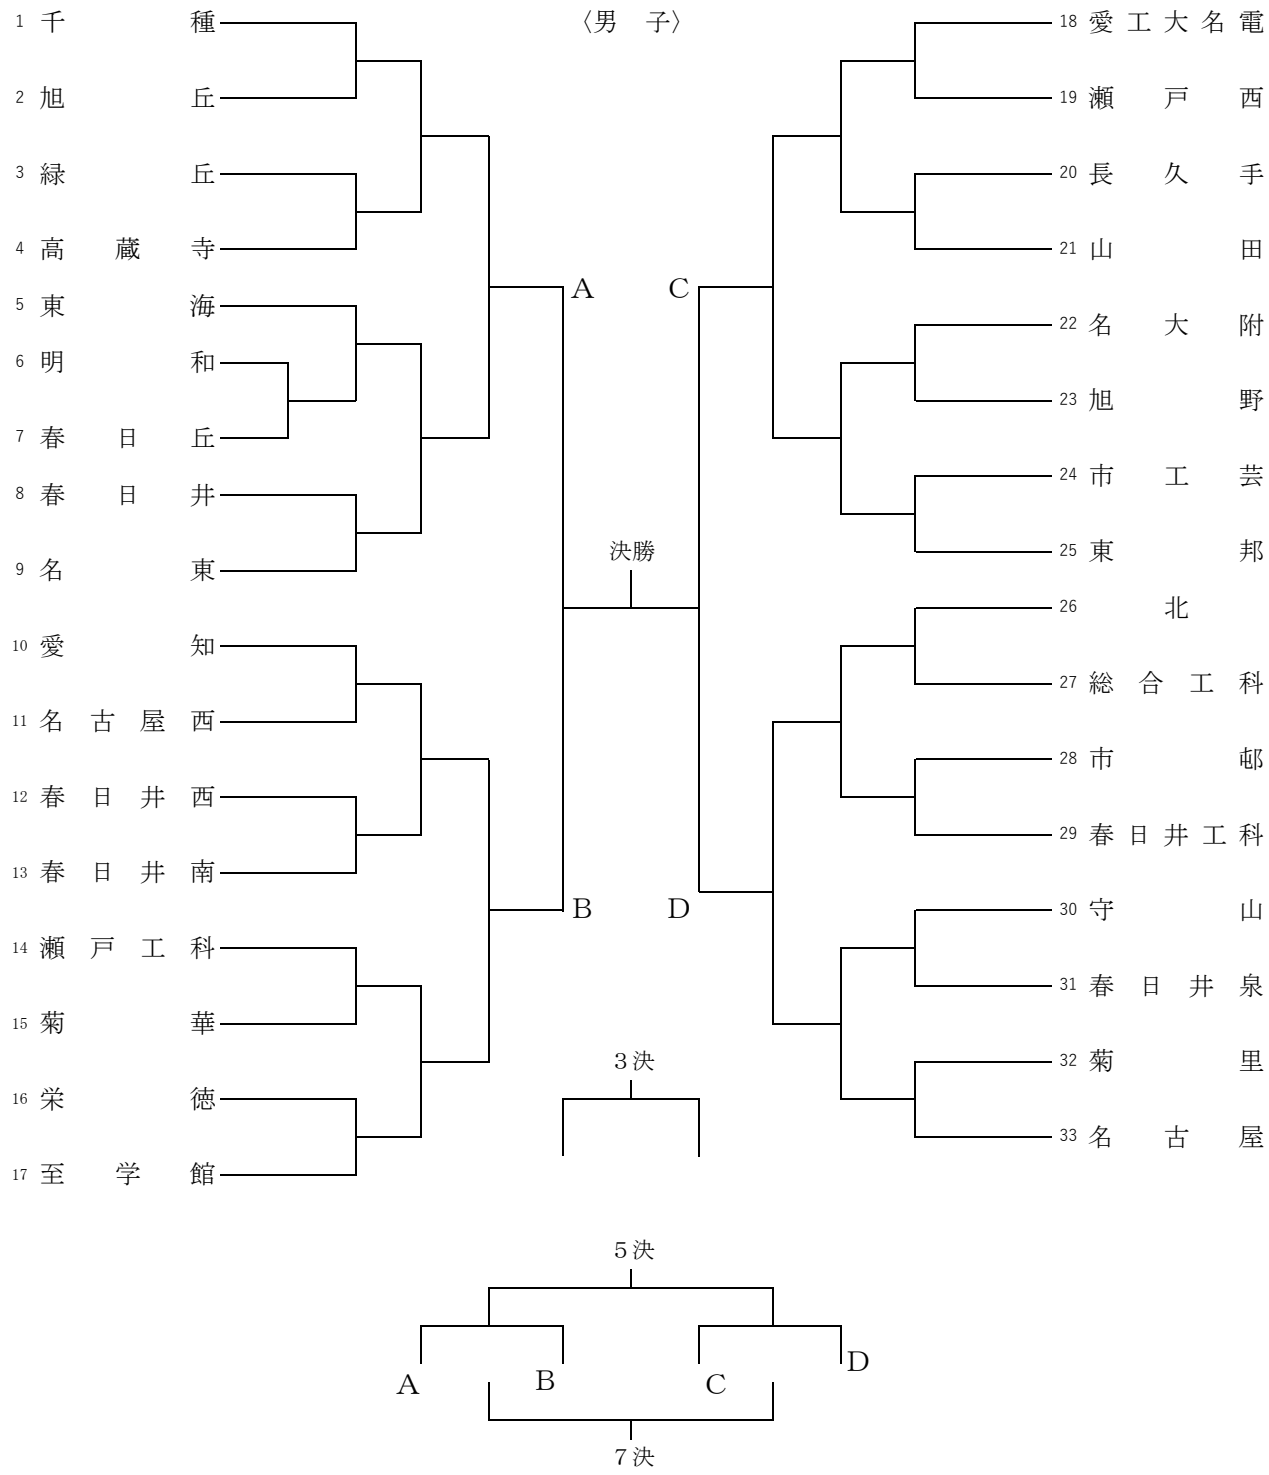 〈男　子〉
1 千種
2 旭丘
3 緑丘
4 高蔵寺
5 東海
6 明和
7 春日丘
8 春日井
9 名東
10 愛知
11 名古屋西
12 春日井西
13 春日井南
14 瀬戸工科
15 菊華
16 栄徳
17 至学館
A
B
決勝
C
D
18 愛工大名電
19 瀬戸西
20 長久手
21 山田
22 名大附
23 旭野
24 市工芸
25 東邦
26 北
27 総合工科
28 市邨
29 春日井工科
30 守山
31 春日井泉
32 菊里
33 名古屋
３決
５決
A B C D
７決